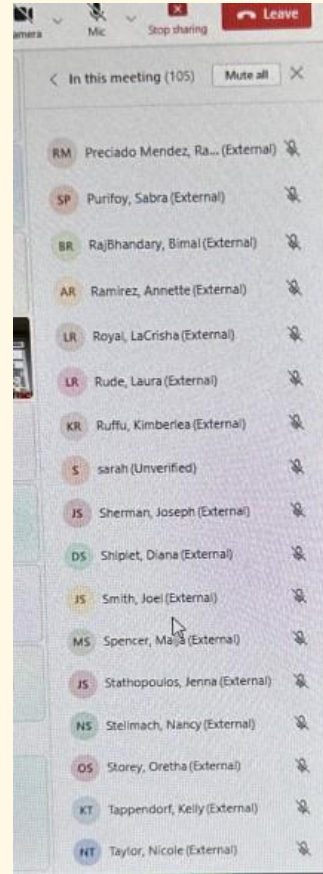 amera
Mic
Stop sharing
Leave
In this meeting (105)
Mute all
RM Preciado Mendez, Ra... (External)
SP Purifoy, Sabra (External)
BR RajBhandary, Bimal (External)
AR Ramirez, Annette (External)
LR Royal, LaCrisha (External)
LR Rude, Laura (External)
KR Ruffu, Kimberlea (External)
S sarah (Unverified)
JS Sherman, Joseph (External)
DS Shiplet, Diana (External)
JS Smith, Joel (External)
MS Spencer, (External)
JS Stathopoulos, Jenna (External)
NS Stellmach, Nancy (External)
OS Storey, Oretha (External)
KT Tappendorf, Kelly (External)
NT Taylor, Nicole (External)